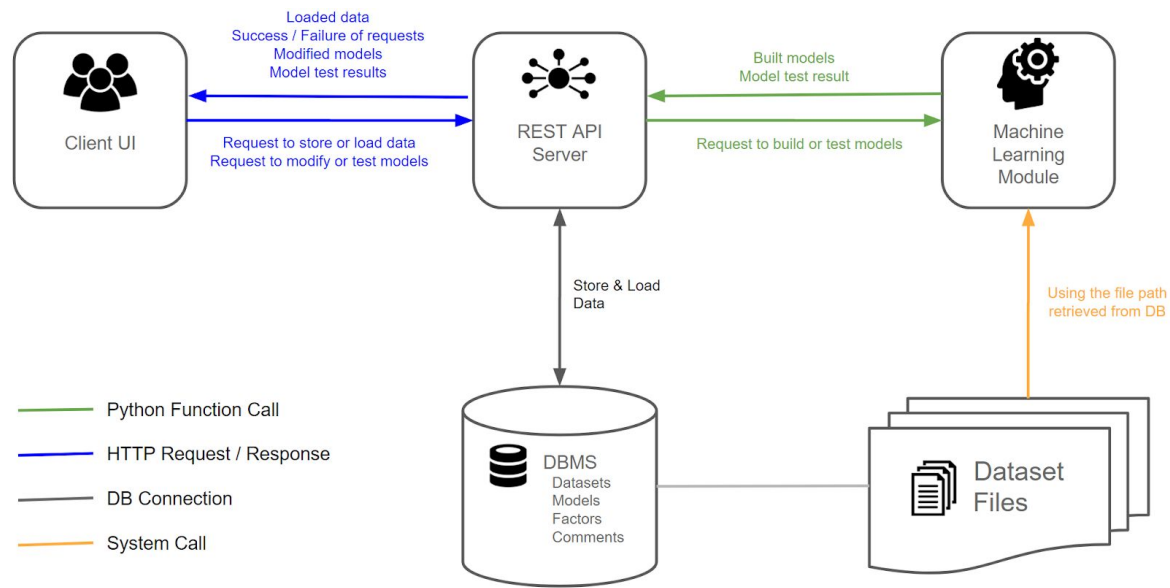 Loaded data
Success / Failure of requests
Modified models
Model test results
Client UI
Request to store or load data
Request to modify or test models
REST API
Server
Built models
Model test result
Request to build or test models
Machine
Learning
Module
Store & Load
Data
Using the file path
retrieved from DB
Python Function Call
HTTP Request / Response
DB Connection
System Call
DBMS
Datasets
Models
Factors
Comments
Dataset
Files